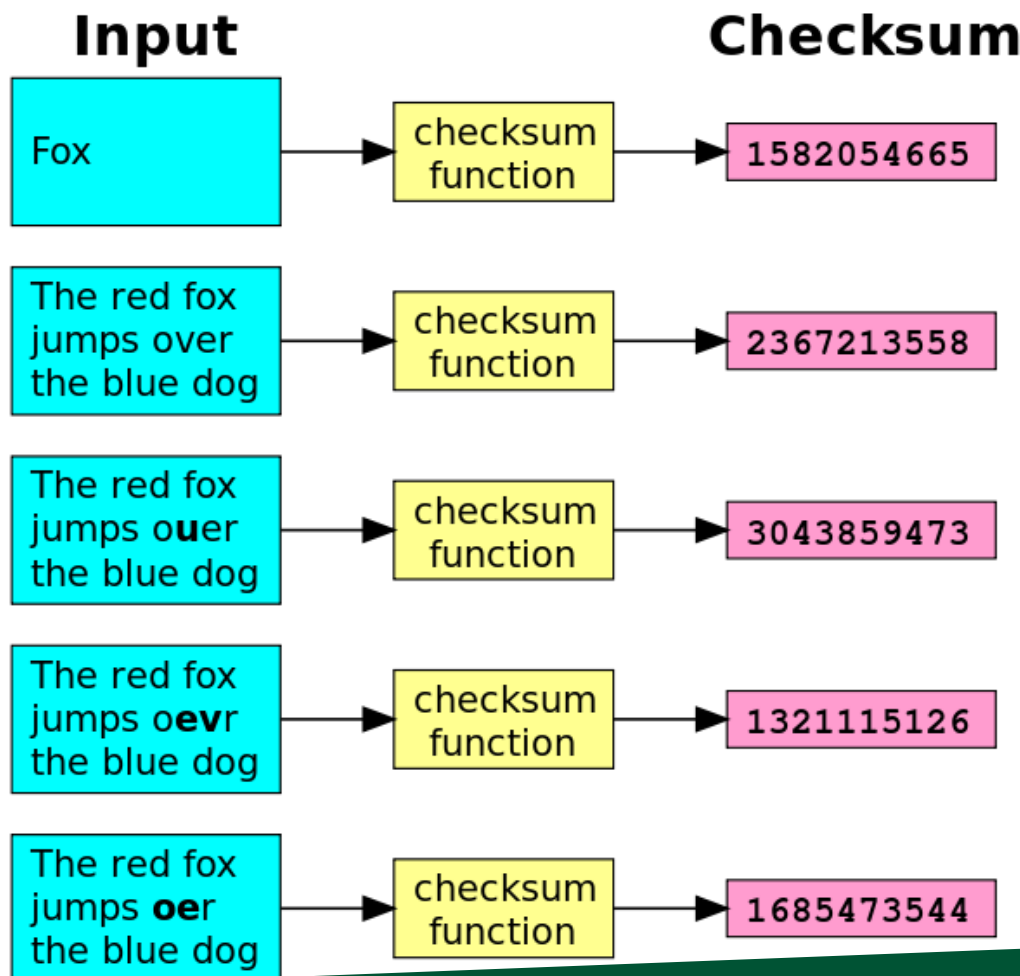 Input
Checksum
Fox
checksum
function
1582054665
The red fox
jumps over
the blue dog
checksum
function
2367213558
The red fox
jumps ouer
the blue dog
checksum
function
3043859473
The red fox
jumps oevr
the blue dog
checksum
function
1321115126
The red fox
jumps oer
the blue dog
checksum
function
1685473544